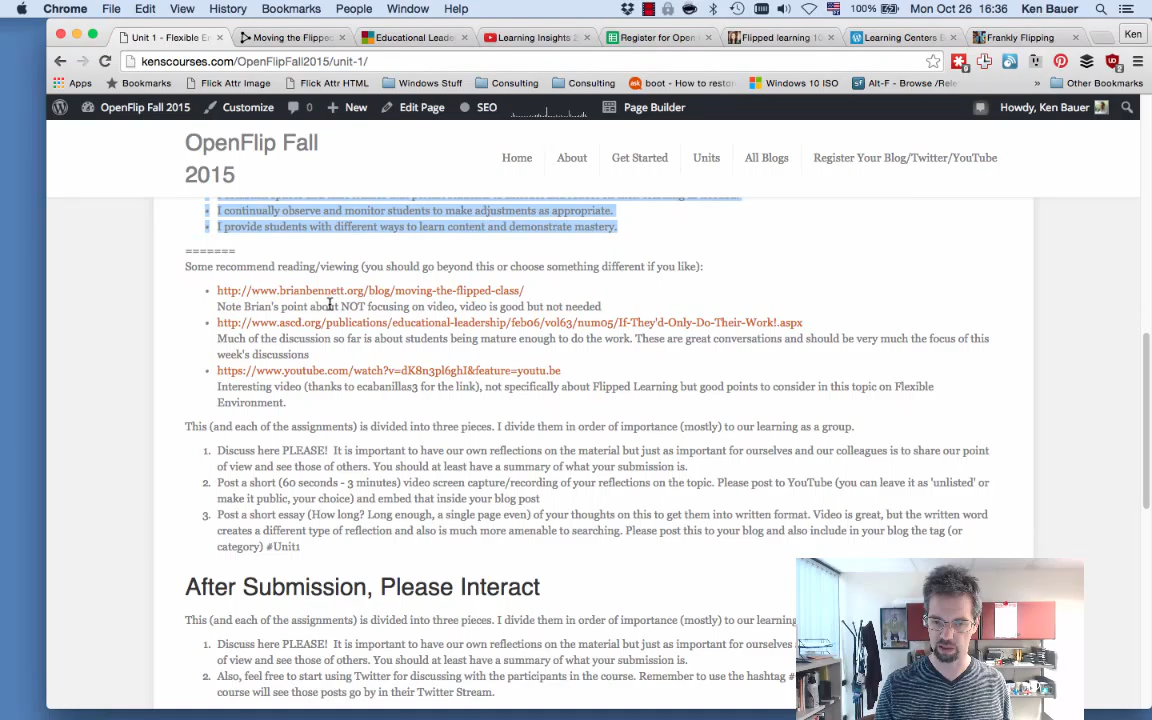 Chrome File Edit View History Bookmarks People Window Help 100% Mon Oct 26 16:36 Ken Bauer
Unit 1 - Flexible E Moving the Flippe Educational Leade Learning Insights 2 Register for Open Flipped learning 10 Learning Centers B Frankly Flipping Ken
kenscourses.com/OpenFlipFall2015/unit-1/
Apps Bookmarks Flick Attr Image Flick Attr HTML Windows Stuff Consulting Consulting boot - How to restor Windows 10 ISO Alt-F - Browse /Rele » Other Bookmarks
OpenFlip Fall 2015 Customize 0 New Edit Page SEO Page Builder Howdy, Ken Bauer
OpenFlip Fall
2015
Home About Get Started Units All Blogs Register Your Blog/Twitter/YouTube
• I continually observe and monitor students to make adjustments as appropriate.
• I provide students with different ways to learn content and demonstrate mastery.
=======
Some recommend reading/viewing (you should go beyond this or choose something different if you like):
• http://www.brianbennett.org/blog/moving-the-flipped-class/
Note Brian's point about NOT focusing on video, video is good but not needed
• http://www.ascd.org/publications/educational-leadership/feb06/vol63/num05/If-They'd-Only-Do-Their-Work!.aspx
Much of the discussion so far is about students being mature enough to do the work. These are great conversations and should be very much the focus of this
week's discussions
• https://www.youtube.com/watch?v=dK8n3pl6ghI&feature=youtu.be
Interesting video (thanks to ecabanillas3 for the link), not specifically about Flipped Learning but good points to consider in this topic on Flexible
Environment.
This (and each of the assignments) is divided into three pieces. I divide them in order of importance (mostly) to our learning as a group.
1. Discuss here PLEASE! It is important to have our own reflections on the material but just as important for ourselves and our colleagues is to share our point
of view and see those of others. You should at least have a summary of what your submission is.
2. Post a short (60 seconds - 3 minutes) video screen capture/recording of your reflections on the topic. Please post to YouTube (you can leave it as 'unlisted' or
make it public, your choice) and embed that inside your blog post
3. Post a short essay (How long? Long enough, a single page even) of your thoughts on this to get them into written format. Video is great, but the written word
creates a different type of reflection and also is much more amenable to searching. Please post this to your blog and also include in your blog the tag (or
category) #Unit1
After Submission, Please Interact
This (and each of the assignments) is divided into three pieces. I divide them in order of importance (mostly) to our learning
1. Discuss here PLEASE! It is important to have our own reflections on the material but just as important for ourselves
of view and see those of others. You should at least have a summary of what your submission is.
2. Also, feel free to start using Twitter for discussing with the participants in the course. Remember to use the hashtag #
course will see those posts go by in their Twitter Stream.